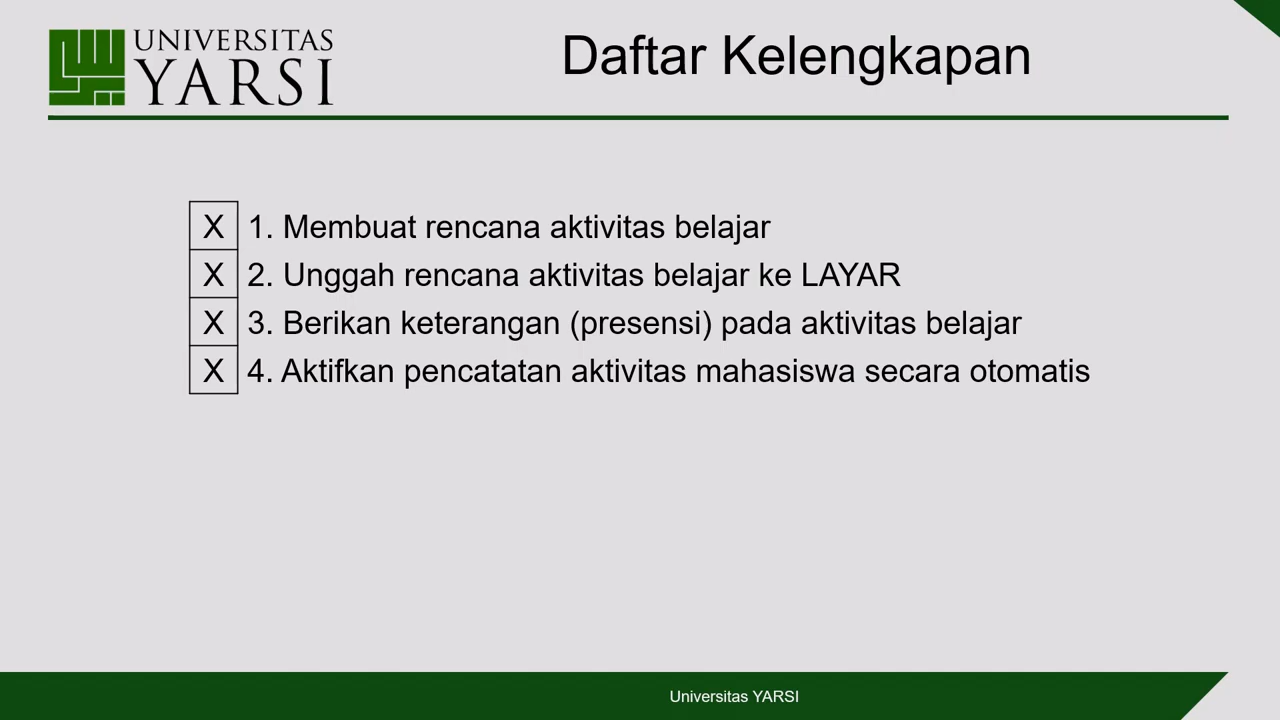 UNIVERSITAS
YARSI
Daftar Kelengkapan
X 1. Membuat rencana aktivitas belajar
X 2. Unggah rencana aktivitas belajar ke LAYAR
X 3. Berikan keterangan (presensi) pada aktivitas belajar
X 4. Aktifkan pencatatan aktivitas mahasiswa secara otomatis
Universitas YARSI